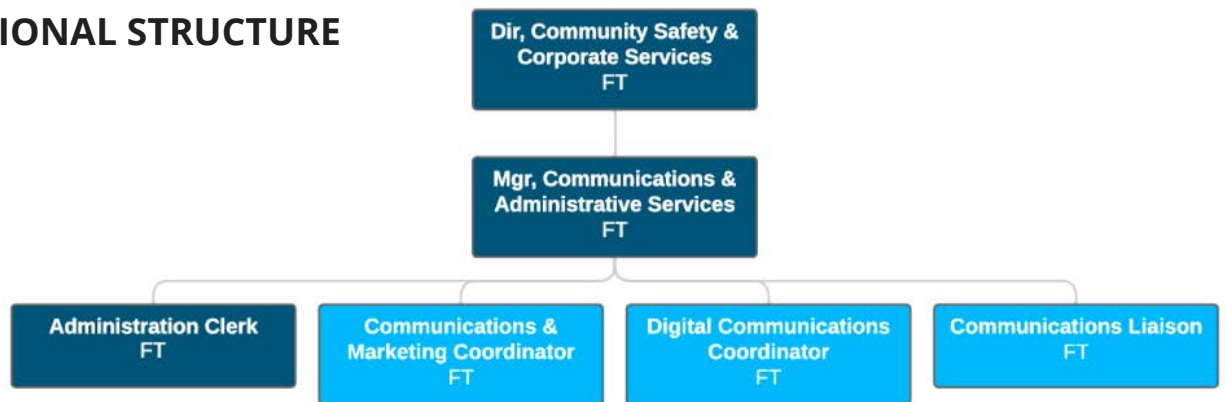 IONAL STRUCTURE
Dir, Community Safety &
Corporate Services
FT
Mgr, Communications &
Administrative Services
FT
Administration Clerk
FT
Communications &
Marketing Coordinator
FT
Digital Communications
Coordinator
FT
Communications Liaison
FT